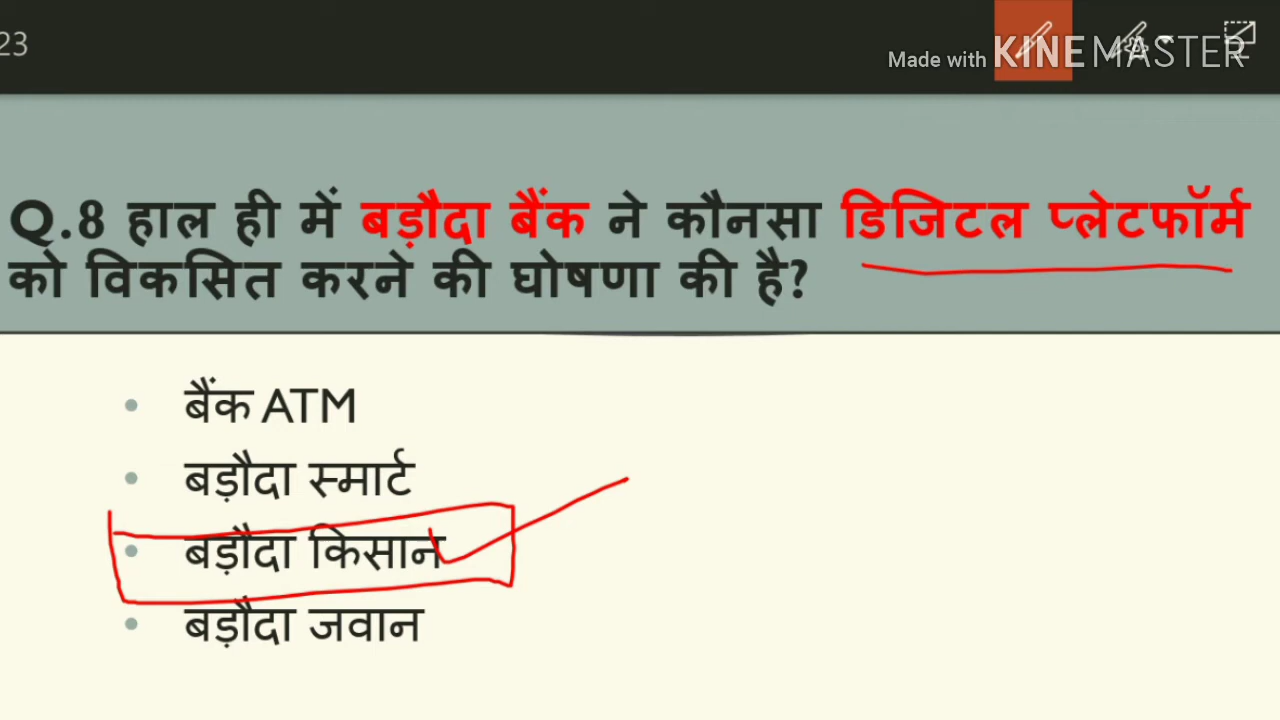 23
Made with KINEMASTER
Q.8 हाल ही में बड़ौदा बैंक ने कौनसा डिजिटल प्लेटफॉर्म
को विकसित करने की घोषणा की है?
• बैंक ATM
• बड़ौदा स्मार्ट
• बड़ौदा किसान
• बड़ौदा जवान